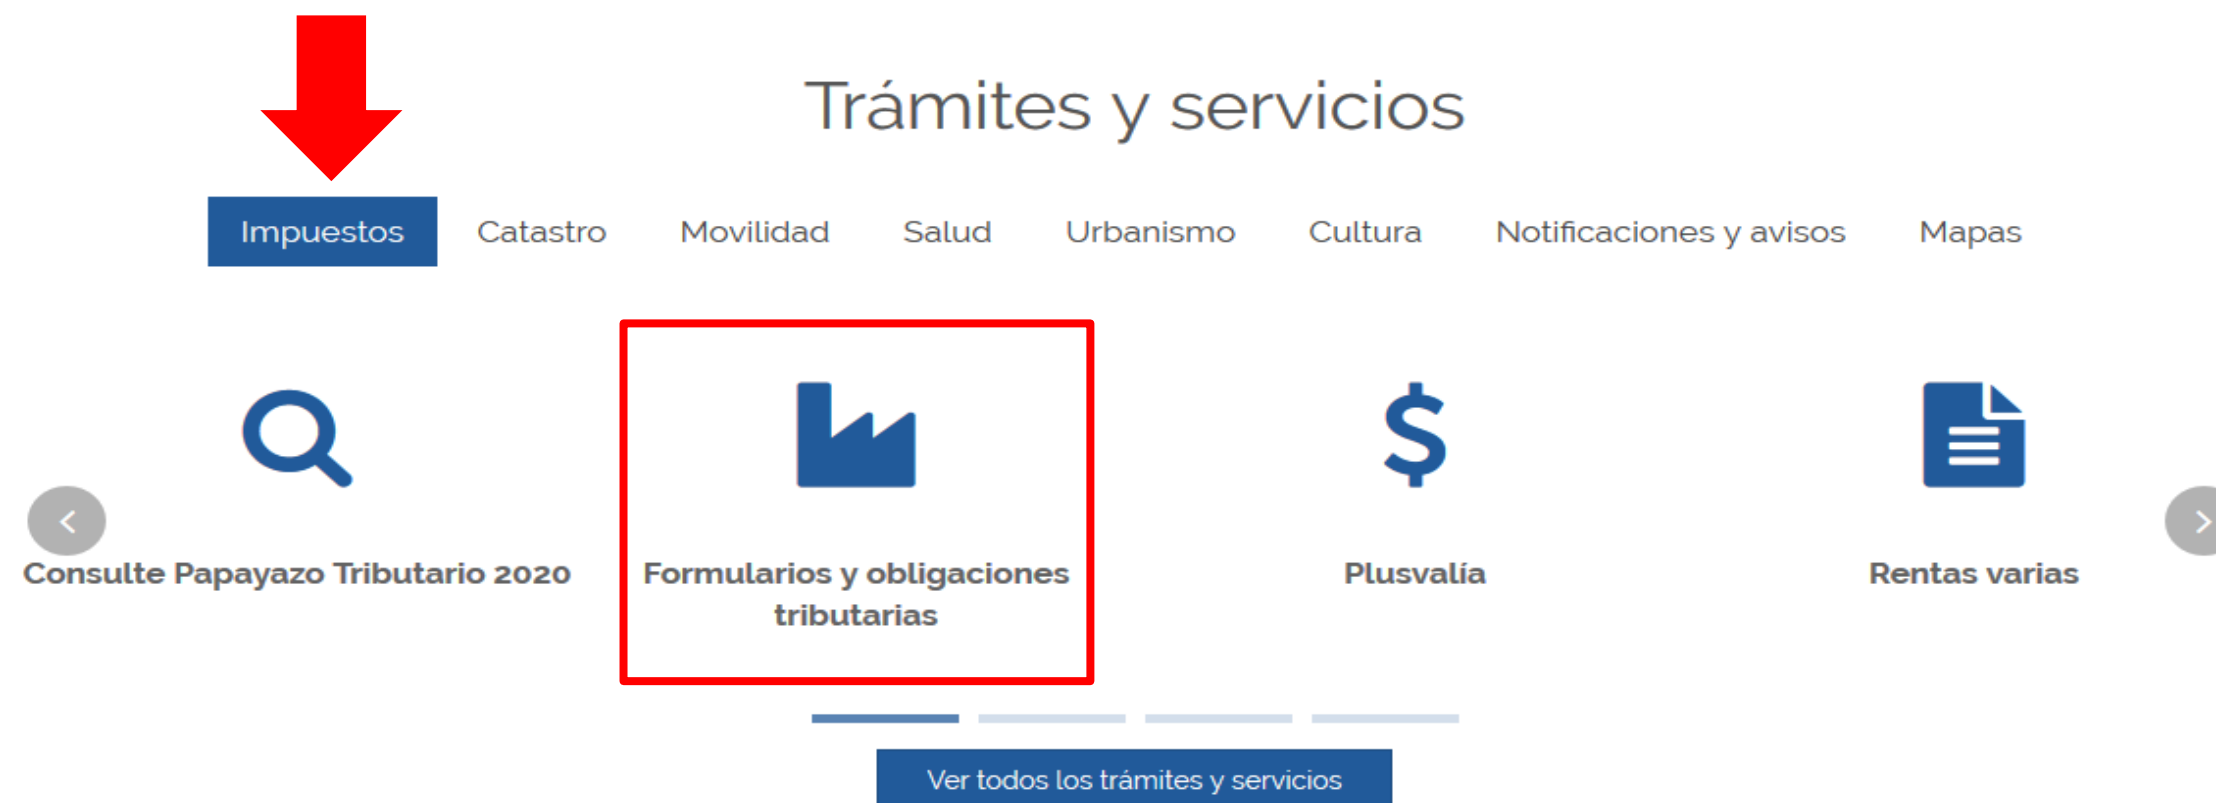 Trámites y servicios
Impuestos
Catastro
Movilidad
Salud
Urbanismo
Cultura
Notificaciones y avisos
Mapas
Consulte Papayazo Tributario 2020
Formularios y obligaciones
tributarias
Plusvalía
Rentas varias
Ver todos los trámites y servicios